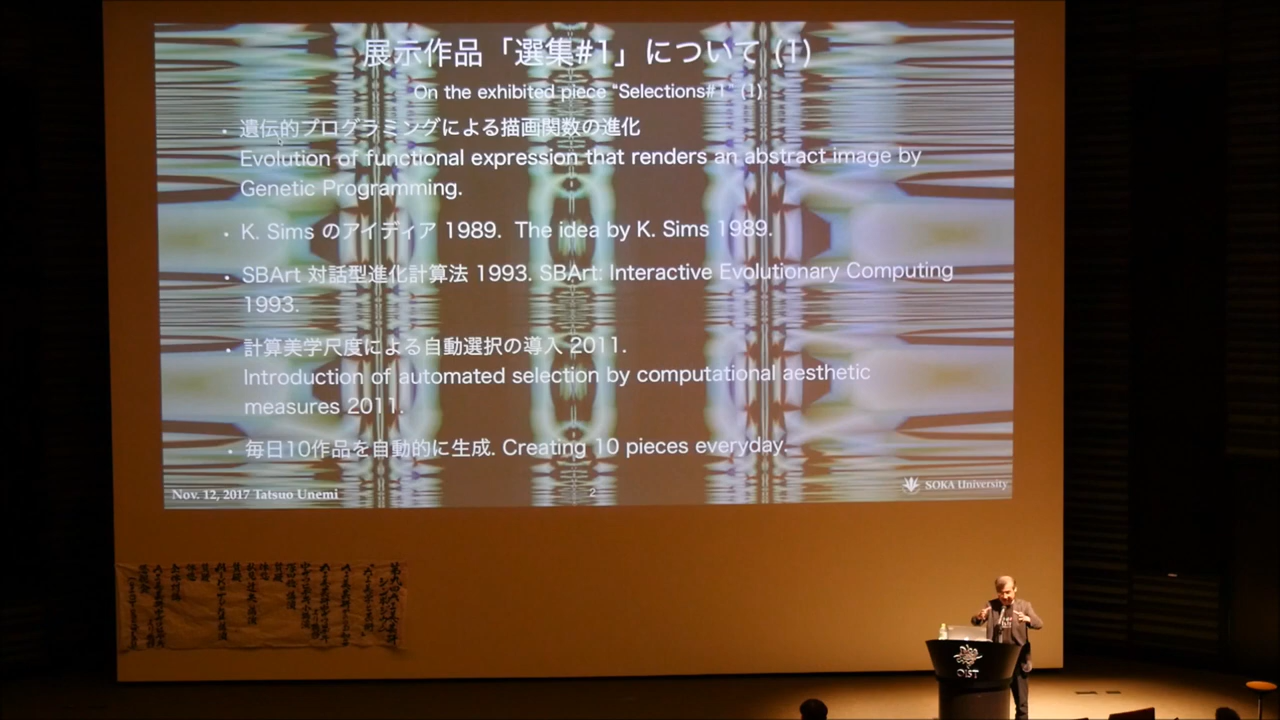 展示作品「選集#1」について (1)
On the exhibited piece "Selections#1" (1)
• 遺伝的プログラミングによる描画関数の進化
Evolution of functional expression that renders an abstract image by
Genetic Programming.
• K. Sims のアイディア 1989. The idea by K. Sims 1989.
• SBArt 対話型進化計算法 1993. SBArt: Interactive Evolutionary Computing
1993.
• 計算美学尺度による自動選択の導入 2011.
Introduction of automated selection by computational aesthetic
measures 2011.
• 毎日10作品を自動的に生成. Creating 10 pieces everyday.
Nov. 12, 2017 Tatsuo Unemi
2
SOKA University
OIST